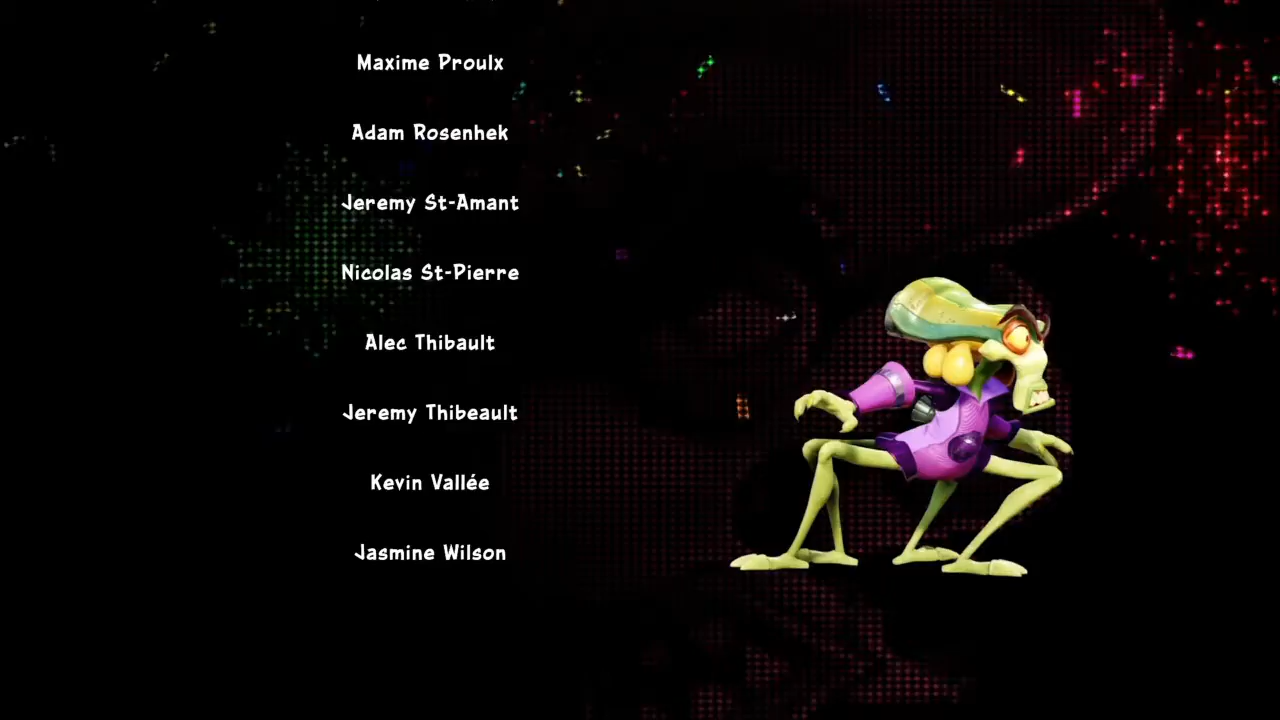 Maxime Proulx
Adam Rosenhek
Jeremy St-Amant
Nicolas St-Pierre
Alec Thibault
Jeremy Thibeault
Kevin Vallée
Jasmine Wilson